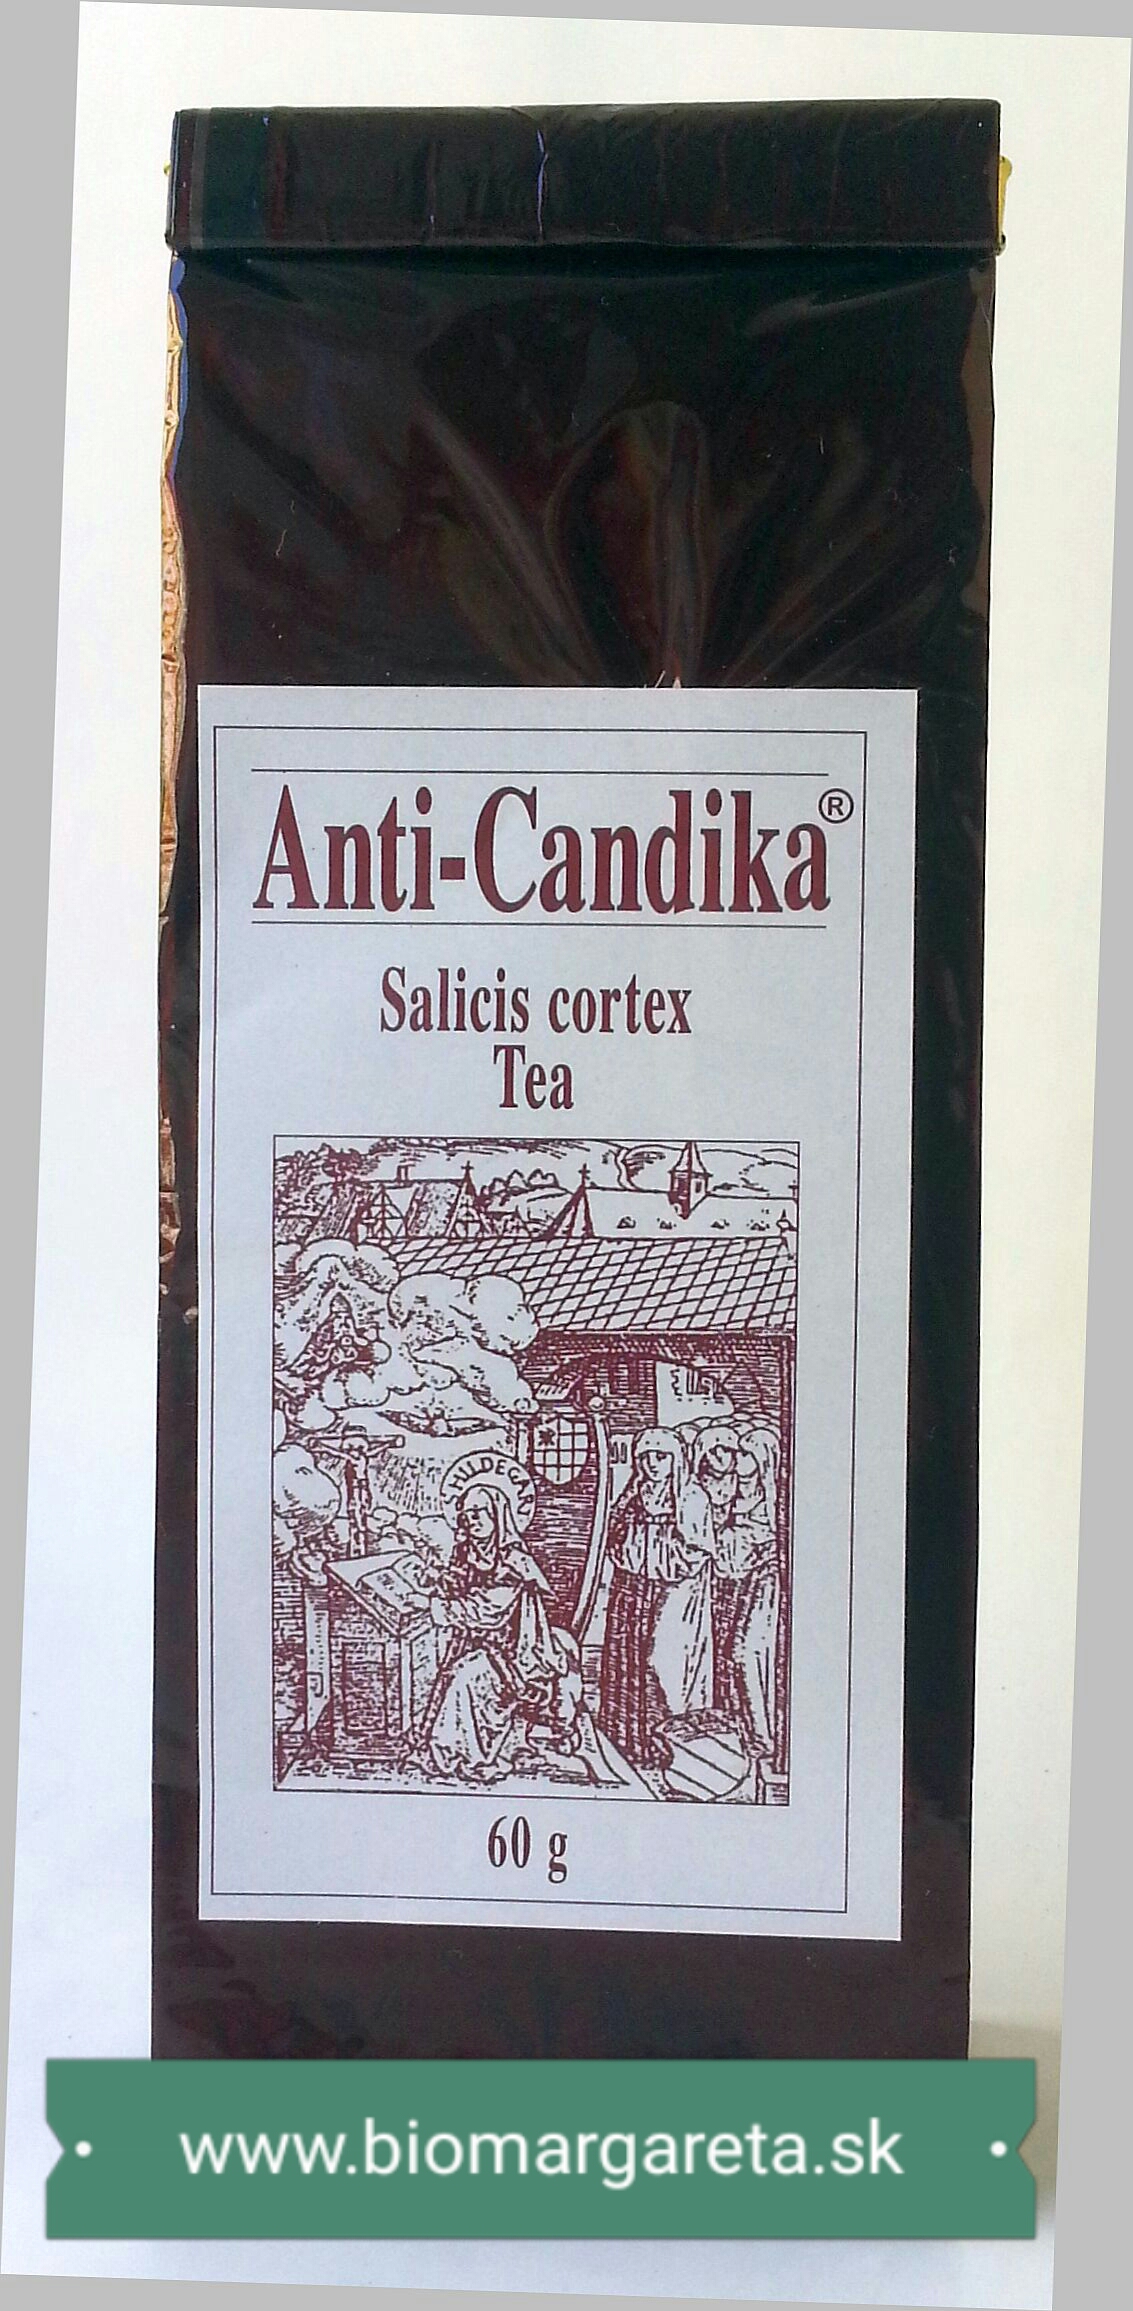 Anti-Candika®
Salicis cortex
Tea
S HILDEGAR
60 g
www.biomargareta.sk